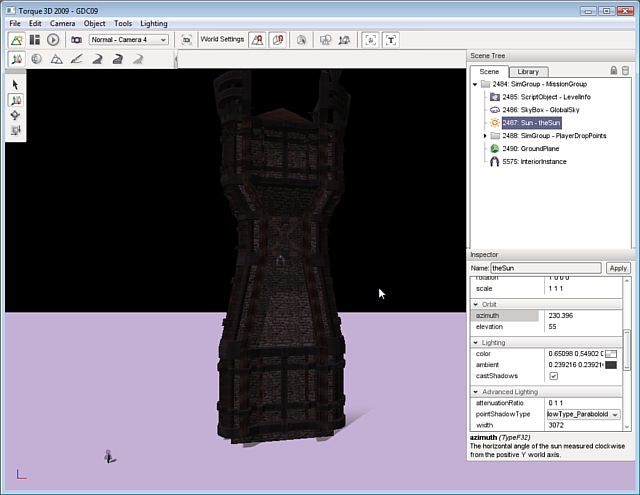 Torque 3D 2009 - GDC09
File Edit Camera Object Tools Lighting
Normal - Camera 4
World Settings
T
Scene Tree
Scene Library
2484: SimGroup - MissionGroup
2485: ScriptObject - LevelInfo
2486: SkyBox - GlobalSky
2487: Sun - theSun
2488: SimGroup - PlayerDropPoints
2490: GroundPlane
5575: InteriorInstance
Inspector
Name: theSun Apply
rotation 1 0 0 0
scale 1 1 1
Orbit
azimuth 230.396
elevation 55
Lighting
color 0.65098 0.54902 0
ambient 0.239216 0.23921
castShadows
Advanced Lighting
attenuationRatio 0 1 1
pointShadowType lowType_Paraboloid
width 3072
azimuth (TypeF32)
The horizontal angle of the sun measured clockwise
from the positive Y world axis.